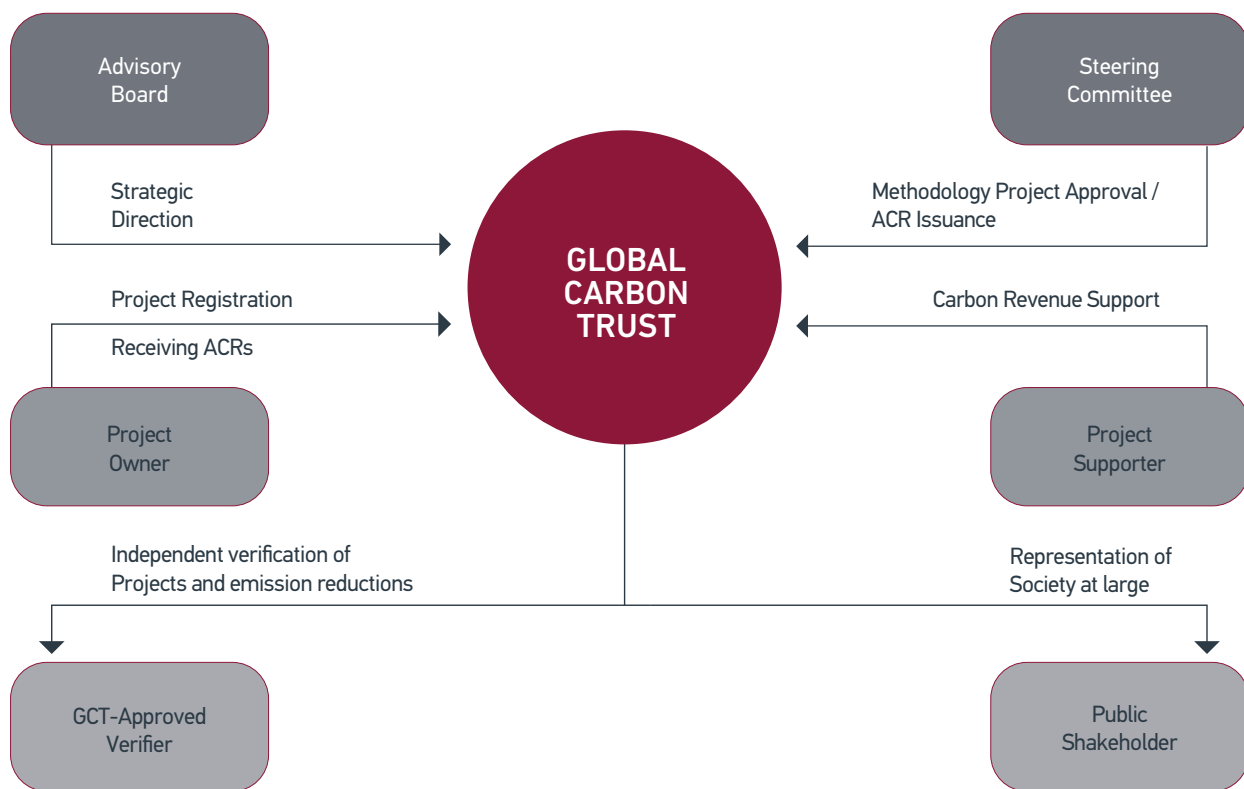 Advisory
Board
Steering
Committee
Strategic
Direction
Methodology Project Approval /
ACR Issuance
GLOBAL
CARBON
TRUST
Project Registration
Receiving ACRs
Carbon Revenue Support
Project
Owner
Project
Supporter
Independent verification of
Projects and emission reductions
Representation of
Society at large
GCT-Approved
Verifier
Public
Shakeholder